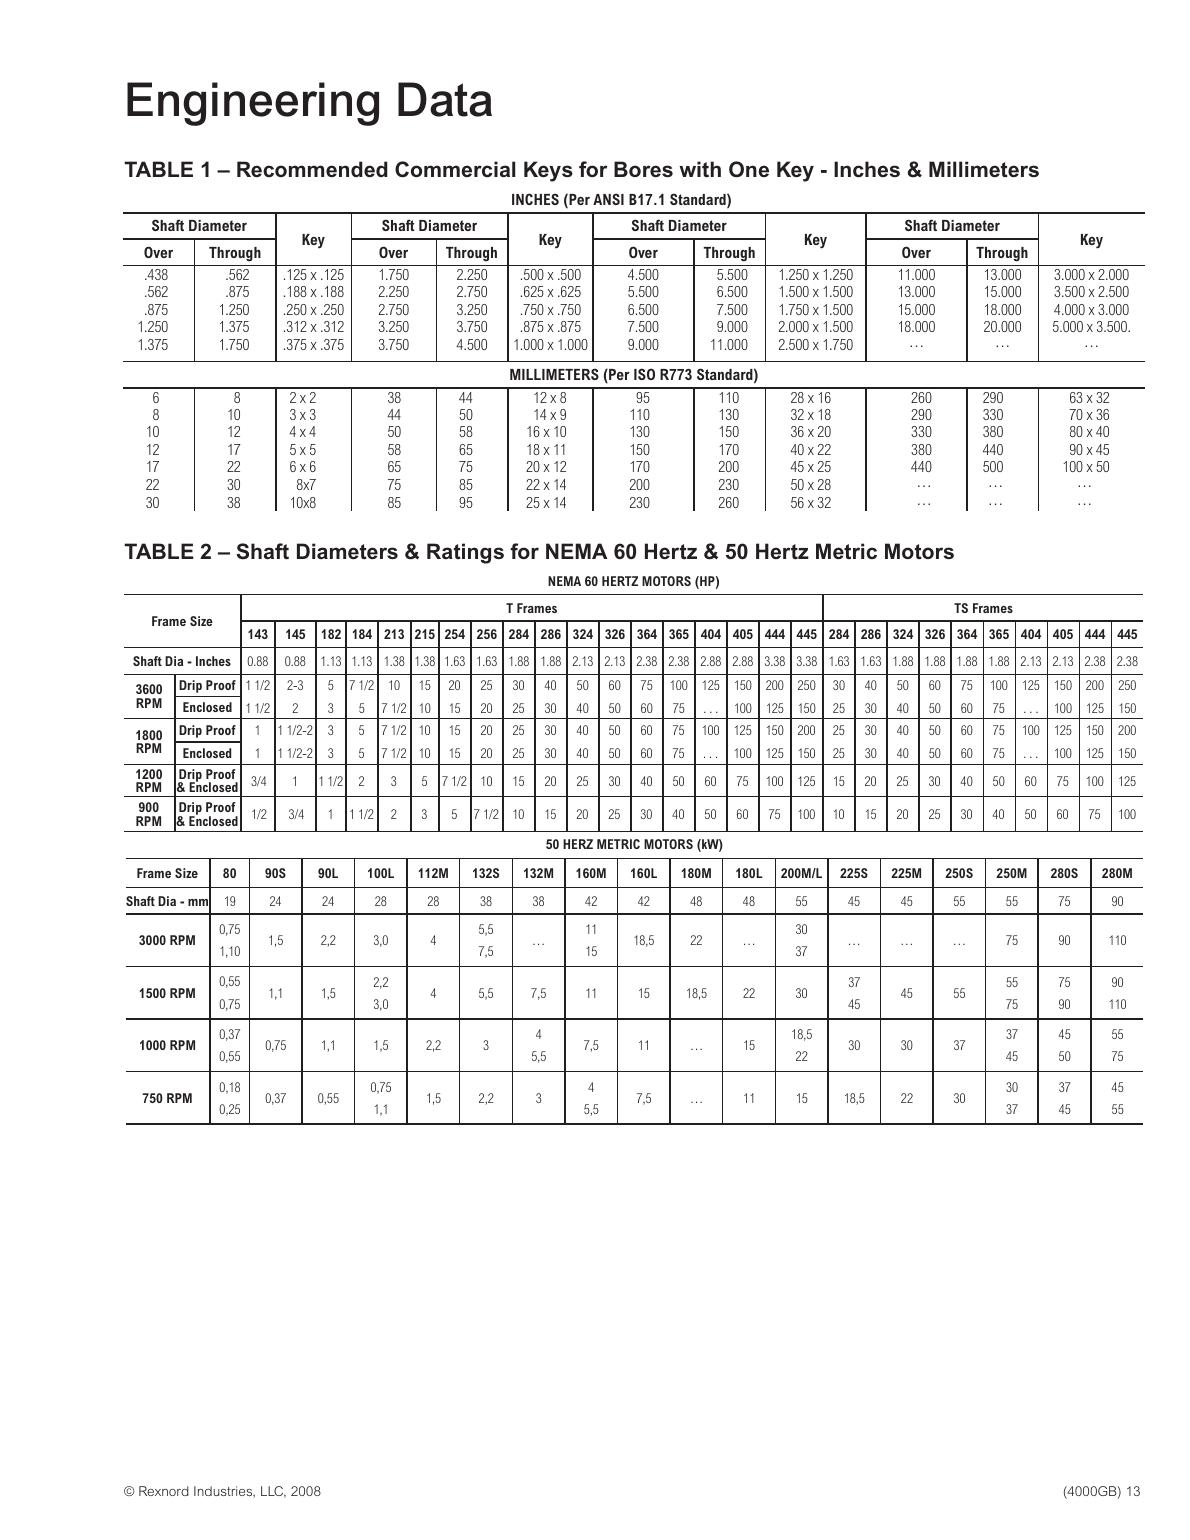 Engineering Data
TABLE 1 – Recommended Commercial Keys for Bores with One Key - Inches & Millimeters
INCHES (Per ANSI B17.1 Standard)
Shaft Diameter Key Shaft Diameter Key Shaft Diameter Key Shaft Diameter Key
Over Through Over Through Over Through Over Through
.438 .562 .125 x .125 1.750 2.250 .500 x .500 4.500 5.500 1.250 x 1.250 11.000 13.000 3.000 x 2.000
.562 .875 .188 x .188 2.250 2.750 .625 x .625 5.500 6.500 1.500 x 1.500 13.000 15.000 3.500 x 2.500
.875 1.250 .250 x .250 2.750 3.250 .750 x .750 6.500 7.500 1.750 x 1.500 15.000 18.000 4.000 x 3.000
1.250 1.375 .312 x .312 3.250 3.750 .875 x .875 7.500 9.000 2.000 x 1.500 18.000 20.000 5.000 x 3.500.
1.375 1.750 .375 x .375 3.750 4.500 1.000 x 1.000 9.000 11.000 2.500 x 1.750 ... ... ...
MILLIMETERS (Per ISO R773 Standard)
6 8 2 x 2 38 44 12 x 8 95 110 28 x 16 260 290 63 x 32
8 10 3 x 3 44 50 14 x 9 110 130 32 x 18 290 330 70 x 36
10 12 4 x 4 50 58 16 x 10 130 150 36 x 20 330 380 80 x 40
12 17 5 x 5 58 65 18 x 11 150 170 40 x 22 380 440 90 x 45
17 22 6 x 6 65 75 20 x 12 170 200 45 x 25 440 500 100 x 50
22 30 8x7 75 85 22 x 14 200 230 50 x 28 ... ... ...
30 38 10x8 85 95 25 x 14 230 260 56 x 32 ... ... ...
TABLE 2 – Shaft Diameters & Ratings for NEMA 60 Hertz & 50 Hertz Metric Motors
NEMA 60 HERTZ MOTORS (HP)
Frame Size T Frames TS Frames
143 145 182 184 213 215 254 256 284 286 324 326 364 365 404 405 444 445 284 286 324 326 364 365 404 405 444 445
Shaft Dia - Inches 0.88 0.88 1.13 1.13 1.38 1.38 1.63 1.63 1.88 1.88 2.13 2.13 2.38 2.38 2.88 2.88 3.38 3.38 1.63 1.63 1.88 1.88 1.88 1.88 2.13 2.13 2.38 2.38
3600 RPM Drip Proof 1 1/2 2-3 5 7 1/2 10 15 20 25 30 40 50 60 75 100 125 150 200 250 30 40 50 60 75 100 125 150 200 250
Enclosed 1 1/2 2 3 5 7 1/2 10 15 20 25 30 40 50 60 75 ... 100 125 150 25 30 40 50 60 75 ... 100 125 150
1800 RPM Drip Proof 1 1 1/2-2 3 5 7 1/2 10 15 20 25 30 40 50 60 75 100 125 150 200 25 30 40 50 60 75 100 125 150 200
Enclosed 1 1 1/2-2 3 5 7 1/2 10 15 20 25 30 40 50 60 75 ... 100 125 150 25 30 40 50 60 75 ... 100 125 150
1200 RPM Drip Proof & Enclosed 3/4 1 1 1/2 2 3 5 7 1/2 10 15 20 25 30 40 50 60 75 100 125 15 20 25 30 40 50 60 75 100 125
900 RPM Drip Proof & Enclosed 1/2 3/4 1 1 1/2 2 3 5 7 1/2 10 15 20 25 30 40 50 60 75 100 10 15 20 25 30 40 50 60 75 100
50 HERZ METRIC MOTORS (kW)
Frame Size 80 90S 90L 100L 112M 132S 132M 160M 160L 180M 180L 200M/L 225S 225M 250S 250M 280S 280M
Shaft Dia - mm 19 24 24 28 28 38 38 42 42 48 48 55 45 45 55 55 75 90
3000 RPM 0,75 1,10 1,5 2,2 3,0 4 5,5 7,5 ... 11 15 18,5 22 ... 30 37 ... ... ... 75 90 110
1500 RPM 0,55 0,75 1,1 1,5 2,2 3,0 4 5,5 7,5 11 15 18,5 22 30 37 45 45 55 55 75 75 90 90 110
1000 RPM 0,37 0,55 0,75 1,1 1,5 2,2 3 4 5,5 7,5 11 ... 15 18,5 22 30 30 37 37 45 45 50 55 75
750 RPM 0,18 0,25 0,37 0,55 0,75 1,1 1,5 2,2 3 4 5,5 7,5 ... 11 15 18,5 22 30 30 37 37 45 45 55
© Rexnord Industries, LLC, 2008 (4000GB) 13